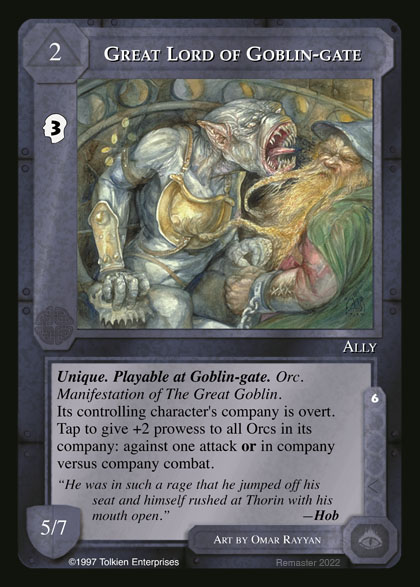 2
GREAT LORD OF GOBLIN-GATE
3
ALLY
Unique. Playable at Goblin-gate. Orc.
Manifestation of The Great Goblin.
Its controlling character's company is overt.
Tap to give +2 prowess to all Orcs in its
company: against one attack or in company
versus company combat.
6
"He was in such a rage that he jumped off his
seat and himself rushed at Thorin with his
mouth open." —Hob
5/7
ART BY OMAR RAYYAN
©1997 Tolkien Enterprises
Remaster 2022